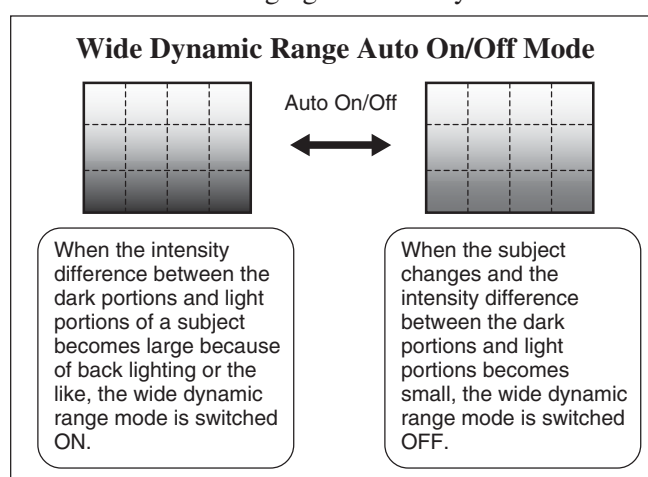 Wide Dynamic Range Auto On/Off Mode
Auto On/Off
When the intensity
difference between the
dark portions and light
portions of a subject
becomes large because
of back lighting or the
like, the wide dynamic
range mode is switched
ON.
When the subject
changes and the
intensity difference
between the dark
portions and light
portions becomes
small, the wide dynamic
range mode is switched
OFF.